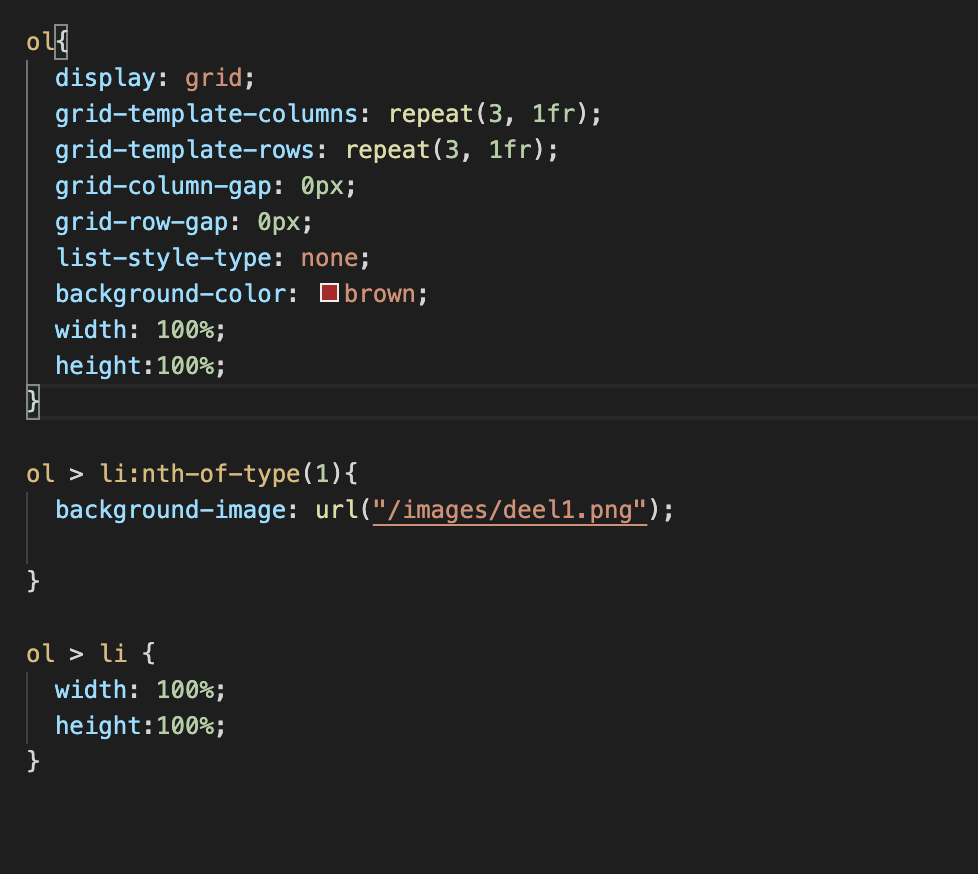 ol{
display: grid;
grid-template-columns: repeat(3, 1fr);
grid-template-rows: repeat(3, 1fr);
grid-column-gap: 0px;
grid-row-gap: 0px;
list-style-type: none;
background-color: brown;
width: 100%;
height:100%;
}
ol > li:nth-of-type(1){
background-image: url("/images/deel1.png");
}
ol > li {
width: 100%;
height:100%;
}